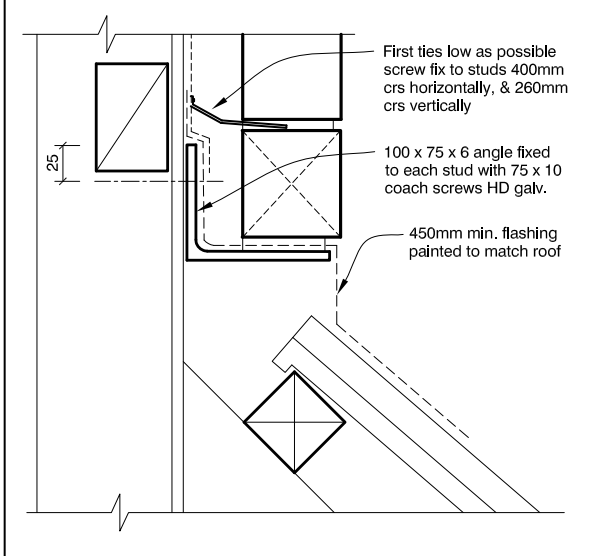 First ties low as possible
screw fix to studs 400mm
crs horizontally, & 260mm
crs vertically
25
100 x 75 x 6 angle fixed
to each stud with 75 x 10
coach screws HD galv.
450mm min. flashing
painted to match roof